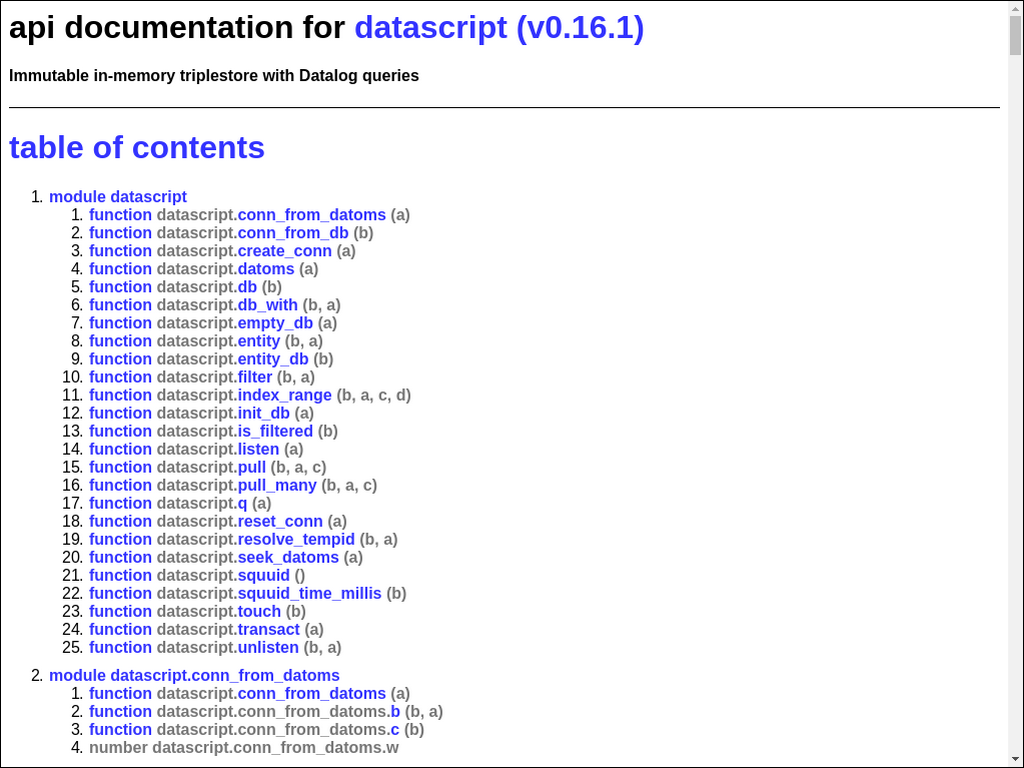 api documentation for datascript (v0.16.1)
Immutable in-memory triplestore with Datalog queries
table of contents
1. module datascript
1. function datascript.conn_from_datoms (a)
2. function datascript.conn_from_db (b)
3. function datascript.create_conn (a)
4. function datascript.datoms (a)
5. function datascript.db (b)
6. function datascript.db_with (b, a)
7. function datascript.empty_db (a)
8. function datascript.entity (b, a)
9. function datascript.entity_db (b)
10. function datascript.filter (b, a)
11. function datascript.index_range (b, a, c, d)
12. function datascript.init_db (a)
13. function datascript.is_filtered (b)
14. function datascript.listen (a)
15. function datascript.pull (b, a, c)
16. function datascript.pull_many (b, a, c)
17. function datascript.q (a)
18. function datascript.reset_conn (a)
19. function datascript.resolve_tempid (b, a)
20. function datascript.seek_datoms (a)
21. function datascript.squuid ()
22. function datascript.squuid_time_millis (b)
23. function datascript.touch (b)
24. function datascript.transact (a)
25. function datascript.unlisten (b, a)
2. module datascript.conn_from_datoms
1. function datascript.conn_from_datoms (a)
2. function datascript.conn_from_datoms.b (b, a)
3. function datascript.conn_from_datoms.c (b)
4. number datascript.conn_from_datoms.w